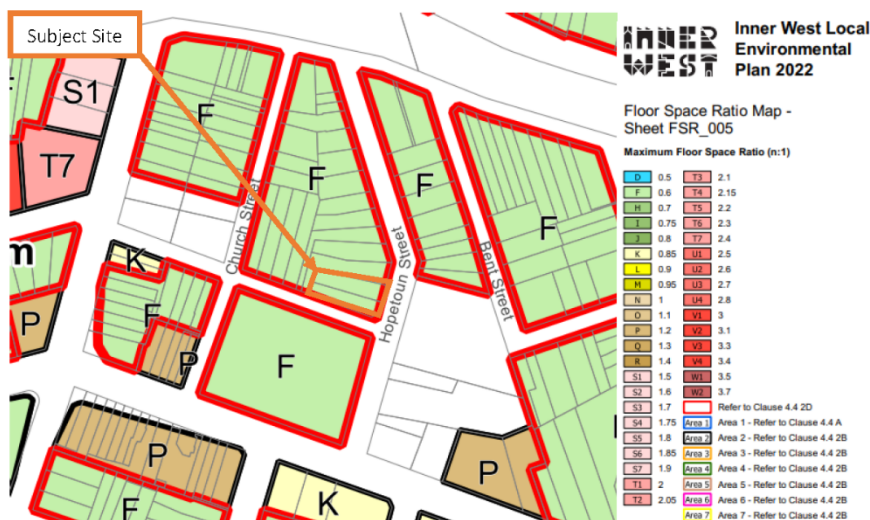 Subject Site
INNER
WEST
Inner West Local
Environmental
Plan 2022
Floor Space Ratio Map -
Sheet FSR_005
Maximum Floor Space Ratio (n:1)
D 0.5 T3 2.1
F 0.6 T4 2.15
H 0.7 T5 2.2
I 0.75 T6 2.3
J 0.8 T7 2.4
K 0.85 U1 2.5
L 0.9 U2 2.6
M 0.95 U3 2.7
N 1 U4 2.8
O 1.1 V1 3
P 1.2 V2 3.1
Q 1.3 V3 3.3
R 1.4 V4 3.4
S1 1.5 W1 3.5
S2 1.6 W2 3.7
S3 1.7 Refer to Clause 4.4 2D
S4 1.75 Area 1 Area 1 - Refer to Clause 4.4 A
S5 1.8 Area 2 Area 2 - Refer to Clause 4.4 2B
S6 1.85 Area 3 Area 3 - Refer to Clause 4.4 2B
S7 1.9 Area 4 Area 4 - Refer to Clause 4.4 2B
T1 2 Area 5 Area 5 - Refer to Clause 4.4 2B
T2 2.05 Area 6 Area 6 - Refer to Clause 4.4 2B
Area 7 Area 7 - Refer to Clause 4.4 2B
S1
F
T7
F
F
F
Church Street
Hopetoun Street
Bent Street
m
K
P
F
P
F
P
P
K
F